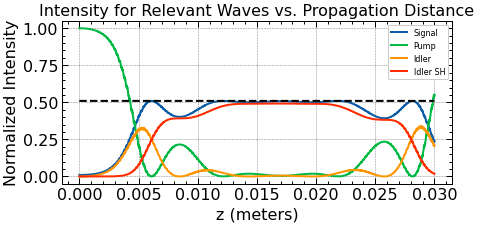 Intensity for Relevant Waves vs. Propagation Distance
Normalized Intensity
1.00
0.75
0.50
0.25
0.00
Signal
Pump
Idler
Idler SH
0.000 0.005 0.010 0.015 0.020 0.025 0.030
z (meters)